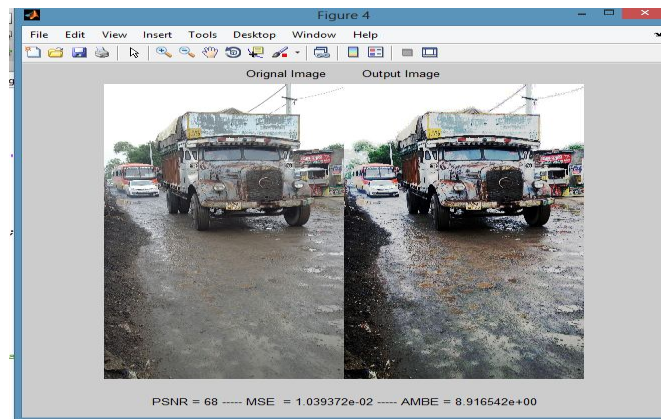 Figure 4
File Edit View Insert Tools Desktop Window Help
Orignal Image Output Image
PSNR = 68 ----- MSE = 1.039372e-02 ----- AMBE = 8.916542e+00